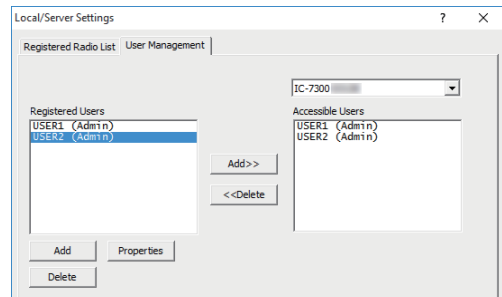 Local/Server Settings
? X
Registered Radio List User Management
IC-7300
Registered Users Accessible Users
USER1 (Admin) USER1 (Admin)
USER2 (Admin) USER2 (Admin)
Add>>
<<Delete
Add Properties
Delete